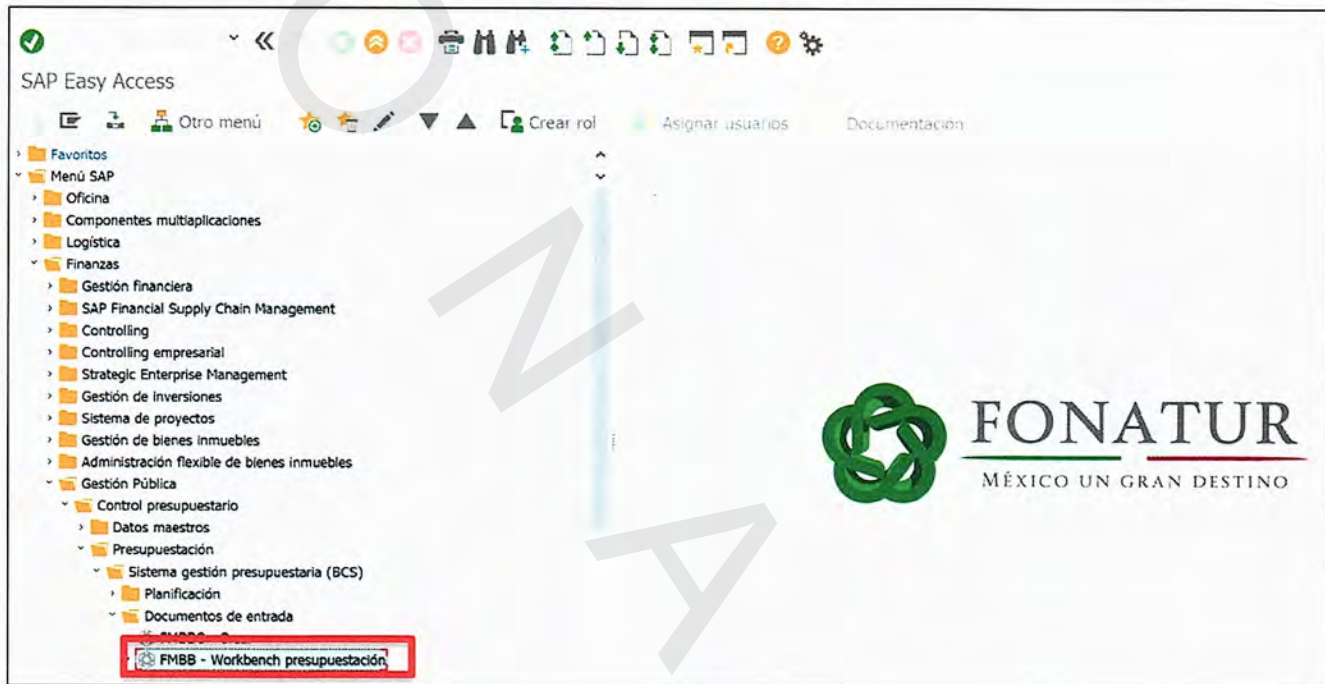 SAP Easy Access
Otro menú Crear rol Asignar usuarios Documentación
Favoritos
Menú SAP
Oficina
Componentes multiaplicaciones
Logística
Finanzas
Gestión financiera
SAP Financial Supply Chain Management
Controlling
Controlling empresarial
Strategic Enterprise Management
Gestión de inversiones
Sistema de proyectos
Gestión de bienes inmuebles
Administración flexible de bienes inmuebles
Gestión Pública
Control presupuestario
Datos maestros
Presupuestación
Sistema gestión presupuestaria (BCS)
Planificación
Documentos de entrada
FMBB - Workbench presupuestación
FONATUR
MÉXICO UN GRAN DESTINO
O
N
A